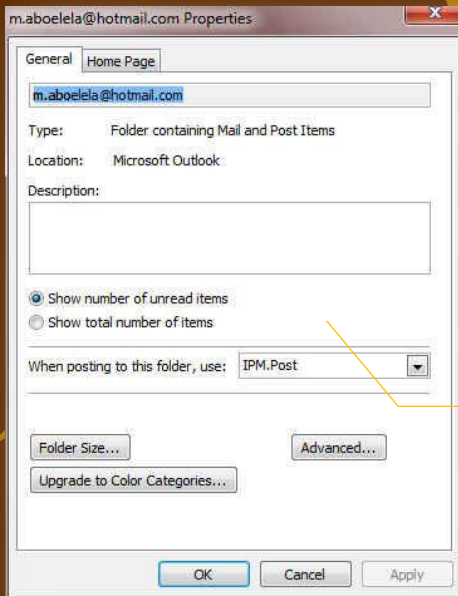 m.aboelela@hotmail.com Properties
General
Home Page
m.aboelela@hotmail.com
Type: Folder containing Mail and Post Items
Location: Microsoft Outlook
Description:
Show number of unread items
Show total number of items
When posting to this folder, use: IPM.Post
Folder Size...
Advanced...
Upgrade to Color Categories...
OK
Cancel
Apply